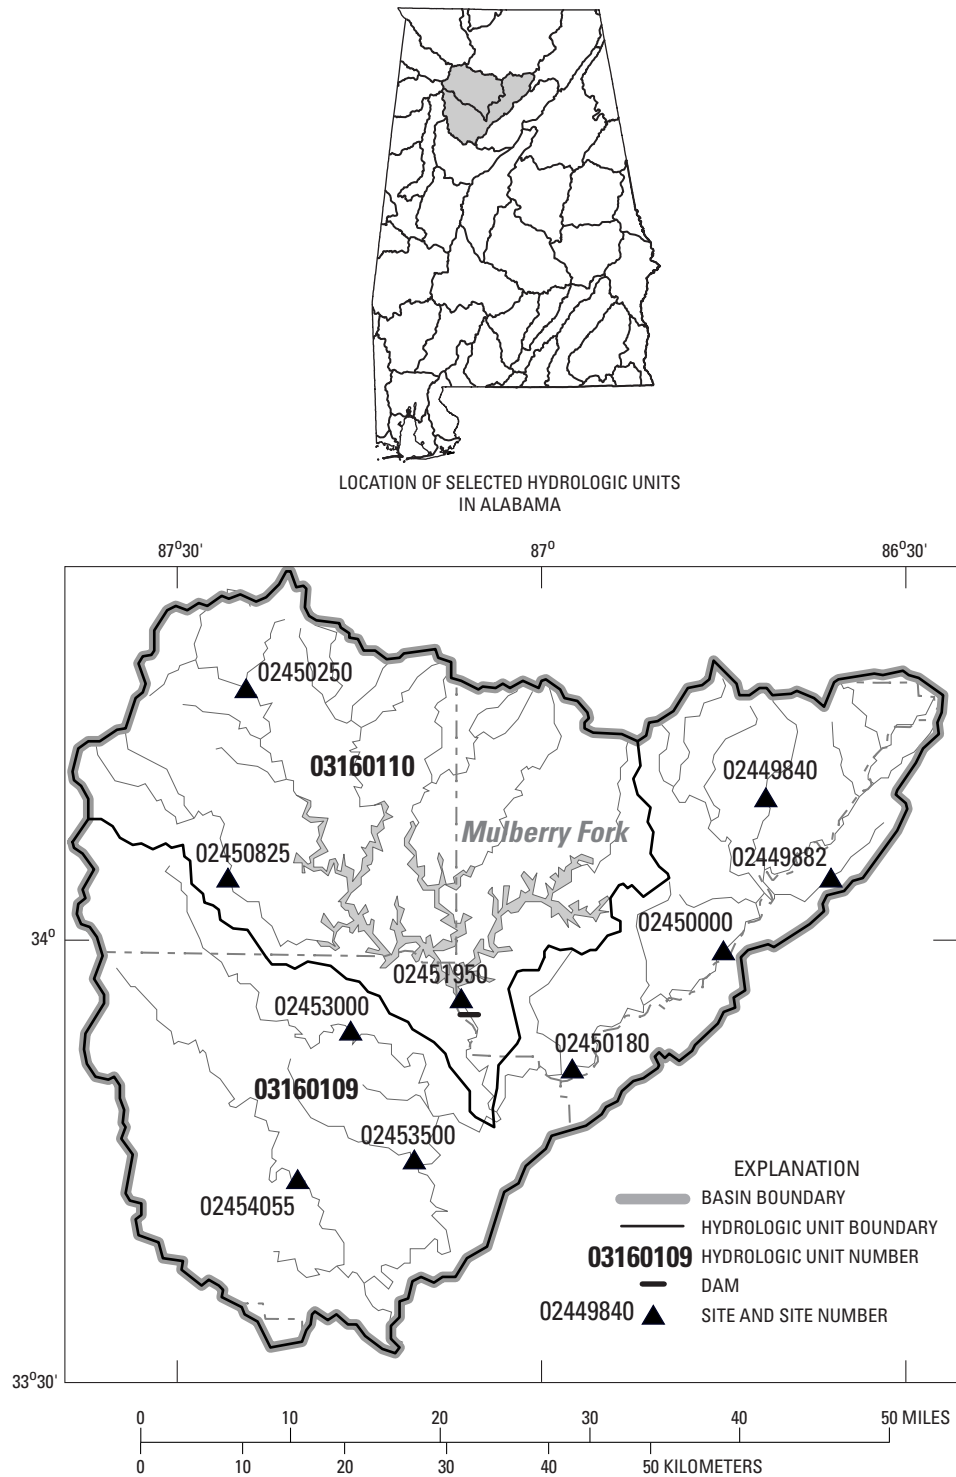 LOCATION OF SELECTED HYDROLOGIC UNITS
IN ALABAMA
87°30'
87°
86°30'
02450250
03160110
02449840
Mulberry Fork
02450825
02449882
02450000
34°
02451950
02453000
02450180
03160109
02453500
02454055
EXPLANATION
BASIN BOUNDARY
HYDROLOGIC UNIT BOUNDARY
03160109 HYDROLOGIC UNIT NUMBER
DAM
02449840 SITE AND SITE NUMBER
33°30'
0 10 20 30 40 50 MILES
0 10 20 30 40 50 KILOMETERS